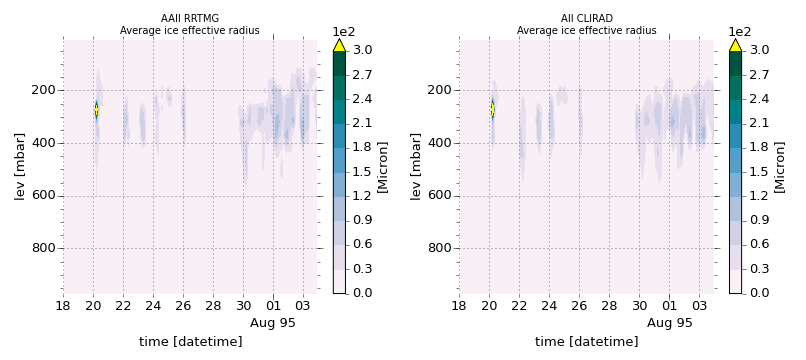 AAII RRTMG
Average ice effective radius
1e2
3.0
2.7
2.4
2.1
1.8
1.5
1.2
0.9
0.6
0.3
0.0
[Micron]
lev [mbar]
200
400
600
800
18 20 22 24 26 28 30 01 03
Aug 95
time [datetime]
AII CLIRAD
Average ice effective radius
1e2
3.0
2.7
2.4
2.1
1.8
1.5
1.2
0.9
0.6
0.3
0.0
[Micron]
lev [mbar]
200
400
600
800
18 20 22 24 26 28 30 01 03
Aug 95
time [datetime]